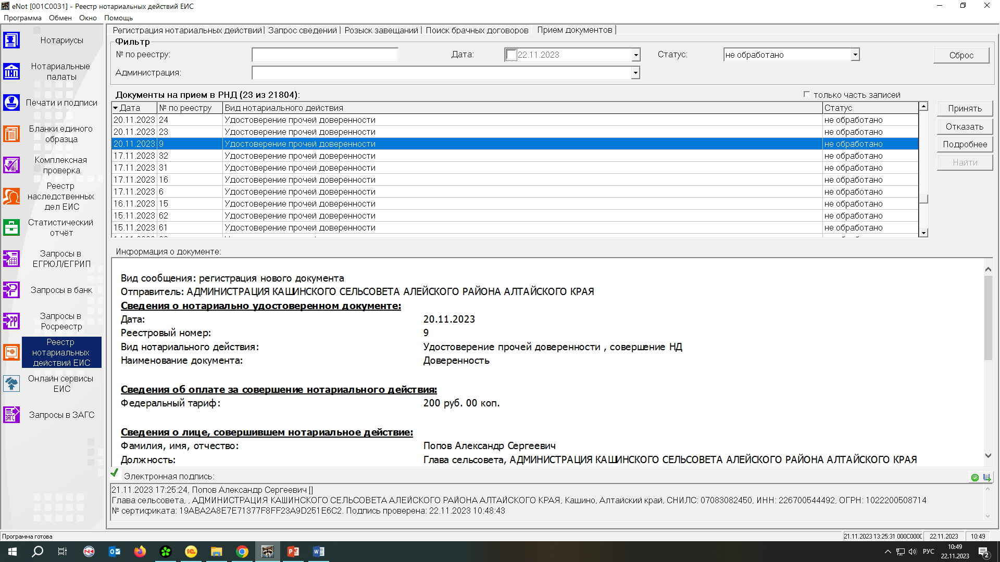 eNot [001C0031] - Реестр нотариальных действий ЕИС
Программа Обмен Окно Помощь
Нотариусы
Нотариальные
палаты
Печати и подписи
Бланки единого
образца
Комплексная
проверка
Реестр
наследственных
дел ЕИС
Статистический
отчёт
Запросы в
ЕГРЮЛ/ЕГРИП
Запросы в банк
Запросы в
Росреестр
Реестр
нотариальных
действий ЕИС
Онлайн сервисы
ЕИС
Запросы в ЗАГС
Регистрация нотариальных действий Запрос сведений Розыск завещаний Поиск брачных договоров Прием документов
Фильтр
№ по реестру: Дата: 22.11.2023 Статус: не обработано Сброс
Администрация:
Документы на прием в РНД (23 из 21804): только часть записей
Дата № по реестру Вид нотариального действия Статус
20.11.2023 24 Удостоверение прочей доверенности не обработано
20.11.2023 23 Удостоверение прочей доверенности не обработано
20.11.2023 9 Удостоверение прочей доверенности не обработано
17.11.2023 32 Удостоверение прочей доверенности не обработано
17.11.2023 31 Удостоверение прочей доверенности не обработано
17.11.2023 16 Удостоверение прочей доверенности не обработано
17.11.2023 6 Удостоверение прочей доверенности не обработано
16.11.2023 15 Удостоверение прочей доверенности не обработано
15.11.2023 62 Удостоверение прочей доверенности не обработано
15.11.2023 61 Удостоверение прочей доверенности не обработано
Принять
Отказать
Подробнее
Найти
Информация о документе:
Вид сообщения: регистрация нового документа
Отправитель: АДМИНИСТРАЦИЯ КАШИНСКОГО СЕЛЬСОВЕТА АЛЕЙСКОГО РАЙОНА АЛТАЙСКОГО КРАЯ
Сведения о нотариально удостоверенном документе:
Дата: 20.11.2023
Реестровый номер: 9
Вид нотариального действия: Удостоверение прочей доверенности , совершение НД
Наименование документа: Доверенность
Сведения об оплате за совершение нотариального действия:
Федеральный тариф: 200 руб. 00 коп.
Сведения о лице, совершившем нотариальное действие:
Фамилия, имя, отчество: Попов Александр Сергеевич
Должность: Глава сельсовета, АДМИНИСТРАЦИЯ КАШИНСКОГО СЕЛЬСОВЕТА АЛЕЙСКОГО РАЙОНА АЛТАЙСКОГО КРАЯ
Электронная подпись:
21.11.2023 17:25:24, Попов Александр Сергеевич []
Глава сельсовета, , АДМИНИСТРАЦИЯ КАШИНСКОГО СЕЛЬСОВЕТА АЛЕЙСКОГО РАЙОНА АЛТАЙСКОГО КРАЯ, Кашино, Алтайский край, СНИЛС: 07083082450, ИНН: 226700544492, ОГРН: 1022200508714
№ сертификата: 19ABA2A8E7E71377F8FF23A9D251E6C2. Подпись проверена: 22.11.2023 10:48:43
Программа готова 21.11.2023 13:25:31 000C000C 22.11.2023 10:49
РУС 10:49
22.11.2023 2